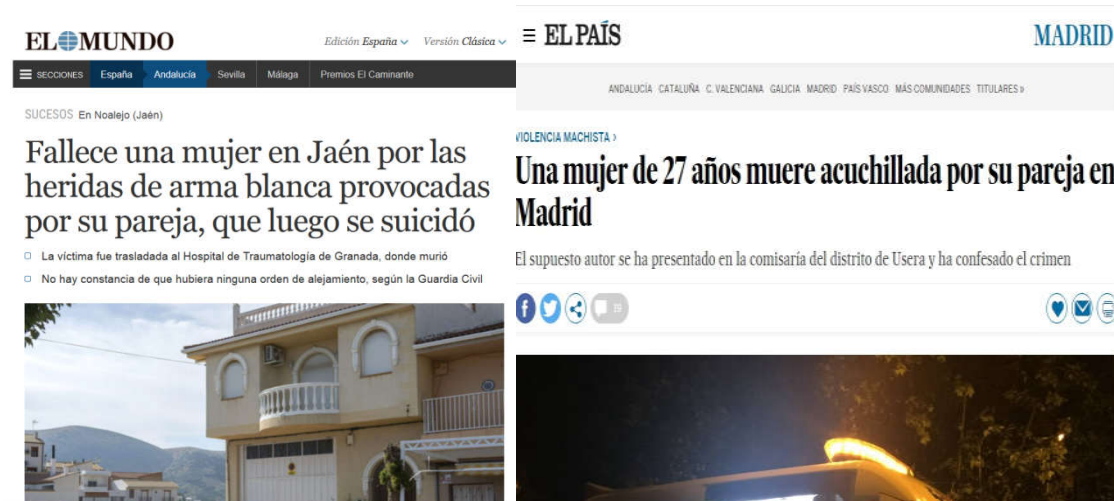 EL MUNDO
Edición España Versión Clásica
SECCIONES España Andalucía Sevilla Málaga Premios El Caminante
SUCESOS En Noalejo (Jaén)
Fallece una mujer en Jaén por las
heridas de arma blanca provocadas
por su pareja, que luego se suicidó
La víctima fue trasladada al Hospital de Traumatología de Granada, donde murió
No hay constancia de que hubiera ninguna orden de alejamiento, según la Guardia Civil
EL PAÍS
MADRID
ANDALUCÍA CATALUÑA C. VALENCIANA GALICIA MADRID PAÍS VASCO MÁS COMUNIDADES TITULARES »
VIOLENCIA MACHISTA ›
Una mujer de 27 años muere acuchillada por su pareja en
Madrid
El supuesto autor se ha presentado en la comisaría del distrito de Usera y ha confesado el crimen